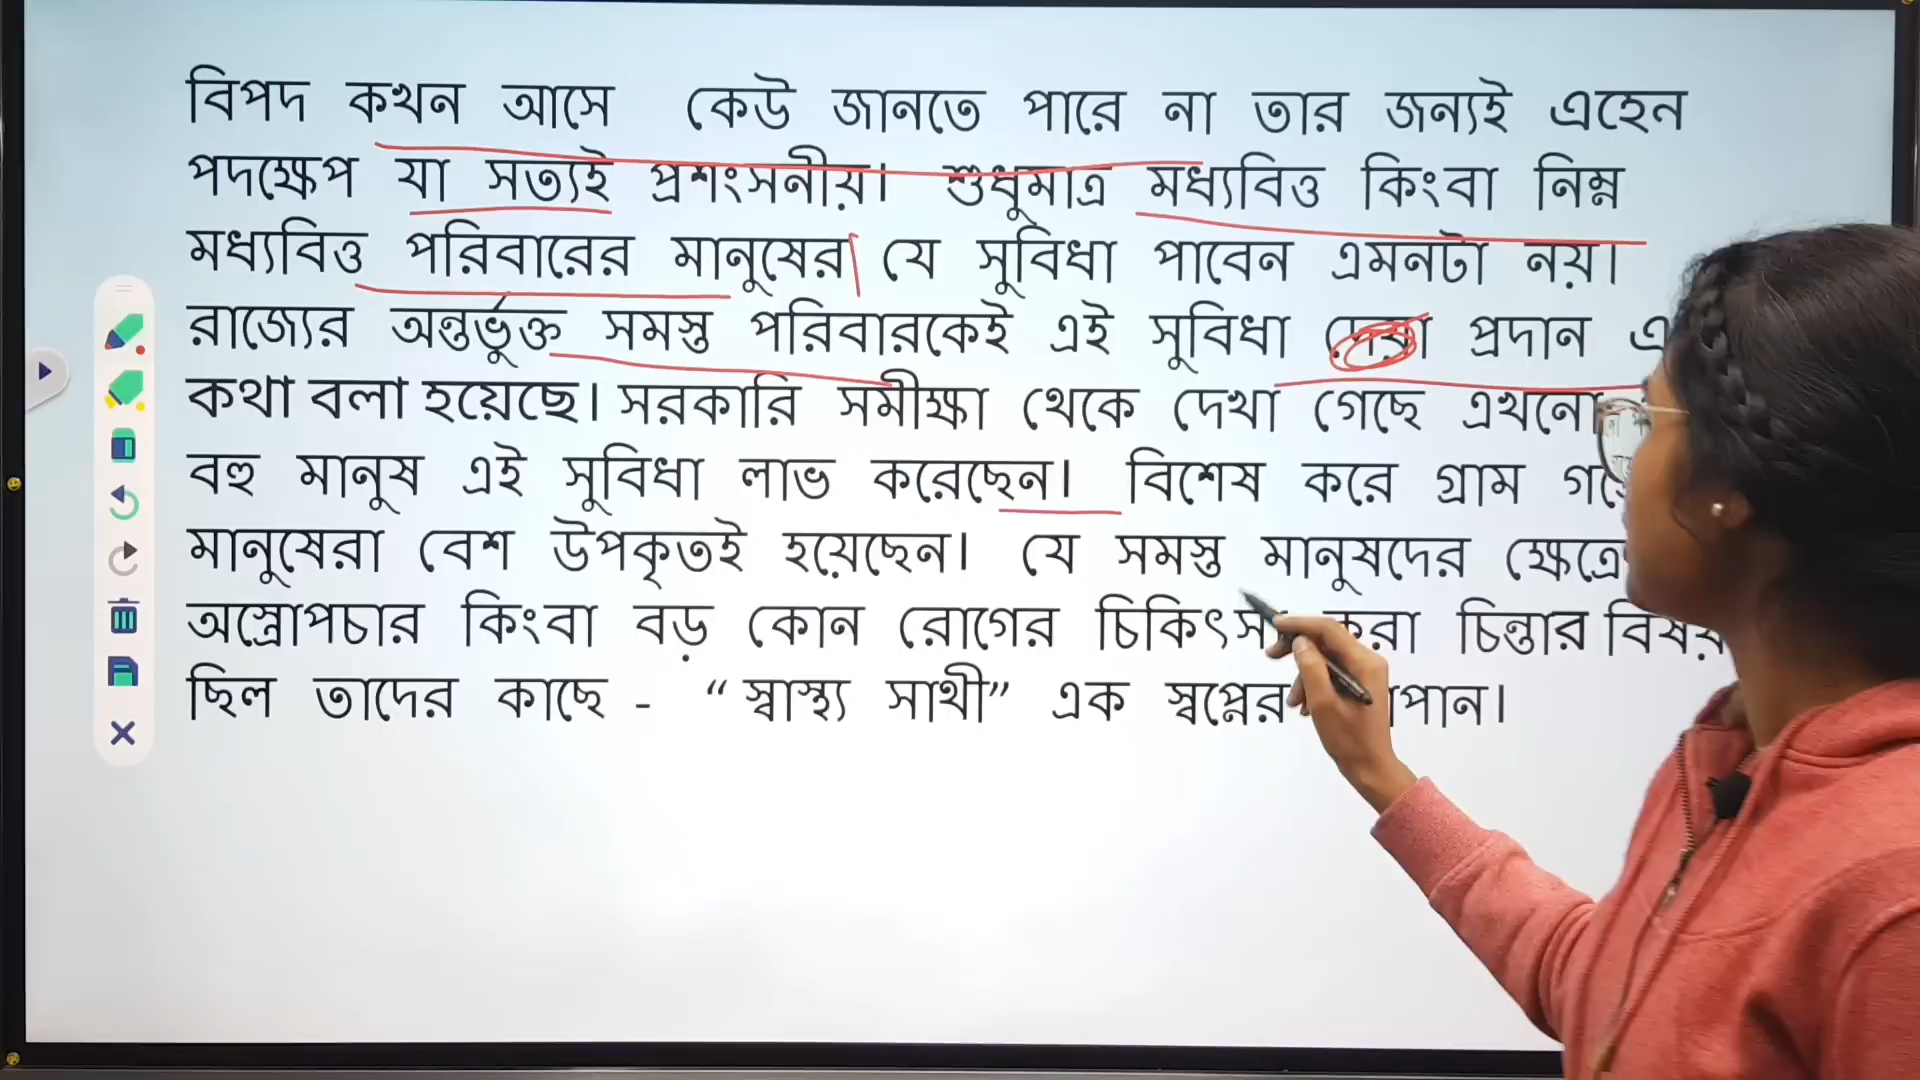 বিপদ কখন আসে কেউ জানতে পারে না তার জন্যই এহেন
পদক্ষেপ যা সত্যই প্রশংসনীয়। শুধুমাত্র মধ্যবিত্ত কিংবা নিম্ন
মধ্যবিত্ত পরিবারের মানুষের যে সুবিধা পাবেন এমনটা নয়।
রাজ্যের অন্তর্ভুক্ত সমস্ত পরিবারকেই এই সুবিধা দেয়া প্রদান
কথা বলা হয়েছে। সরকারি সমীক্ষা থেকে দেখা গেছে এখনো
বহু মানুষ এই সুবিধা লাভ করেছেন। বিশেষ করে গ্রাম
মানুষেরা বেশ উপকৃতই হয়েছেন। যে সমস্ত মানুষদের ক্ষেত্রে
অস্ত্রোপচার কিংবা বড় কোন রোগের চিকিৎসা করা চিন্তার বিষয়
ছিল তাদের কাছে - “ স্বাস্থ্য সাথী” এক স্বপ্নের